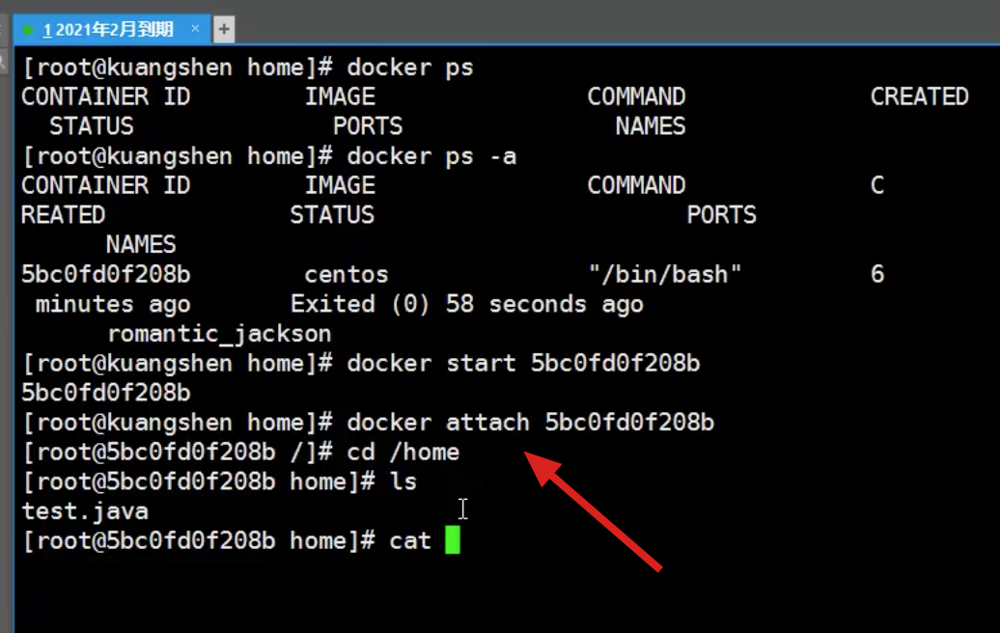 1 2021年2月到期 × +
[root@kuangshen home]# docker ps
CONTAINER ID        IMAGE               COMMAND             CREATED
  STATUS              PORTS               NAMES
[root@kuangshen home]# docker ps -a
CONTAINER ID        IMAGE               COMMAND             C
REATED             STATUS                      PORTS
      NAMES
5bc0fd0f208b        centos              "/bin/bash"         6
 minutes ago       Exited (0) 58 seconds ago
      romantic_jackson
[root@kuangshen home]# docker start 5bc0fd0f208b
5bc0fd0f208b
[root@kuangshen home]# docker attach 5bc0fd0f208b
[root@5bc0fd0f208b /]# cd /home
[root@5bc0fd0f208b home]# ls
test.java
[root@5bc0fd0f208b home]# cat